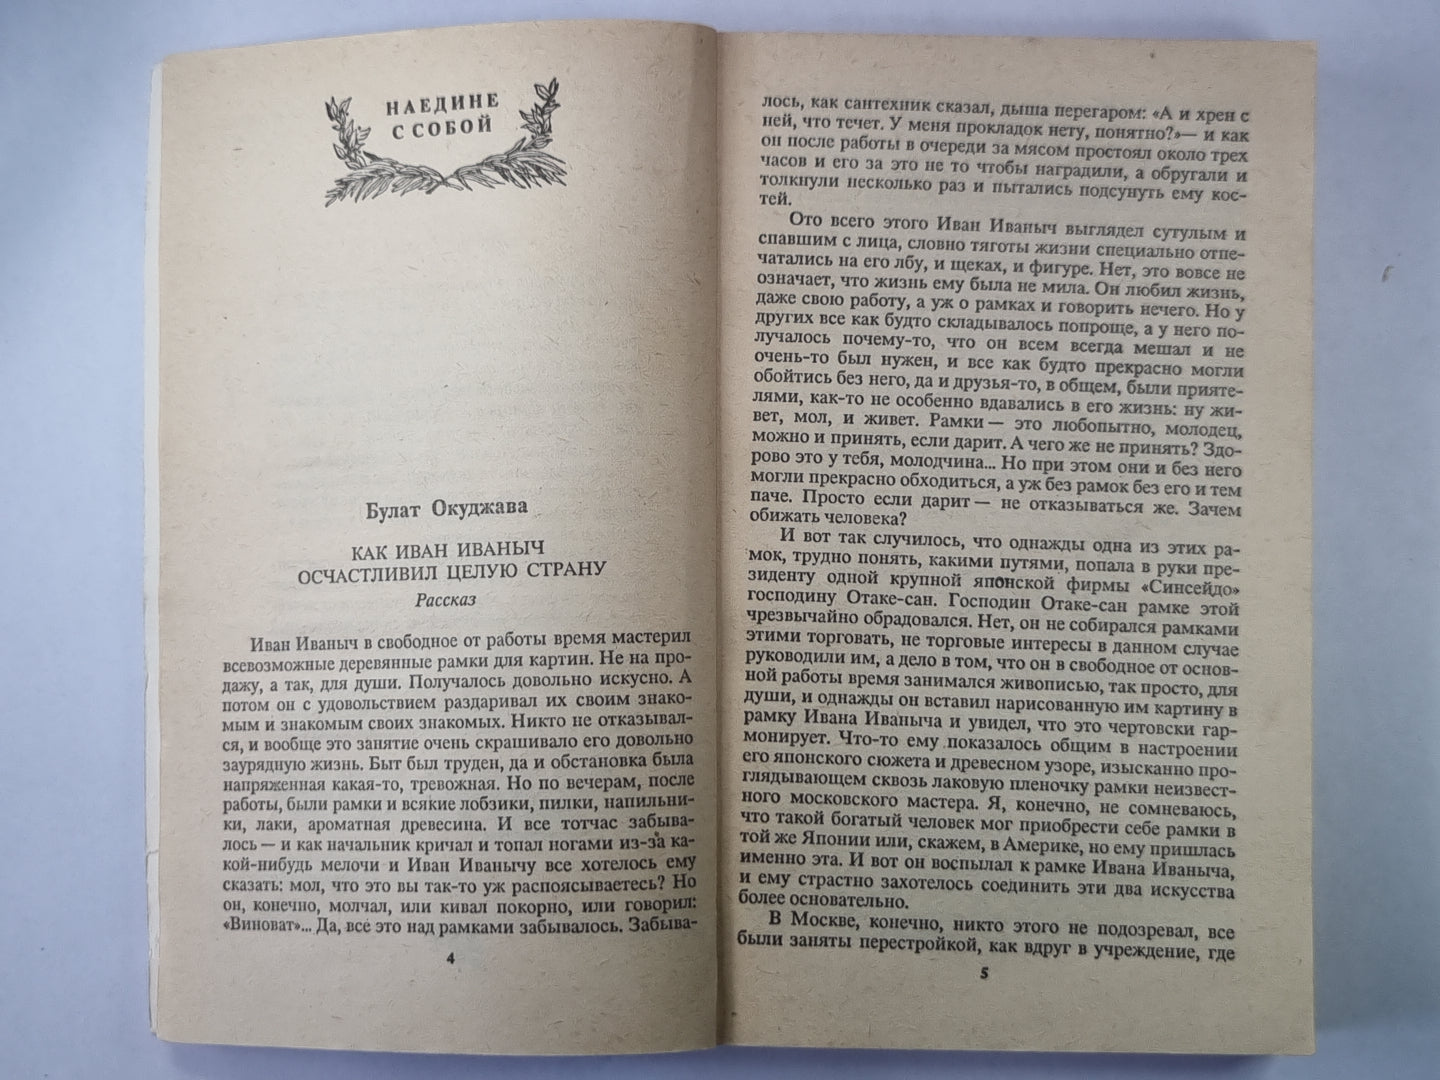 НАЕДИНЕ
С СОБОЙ
Булат Окуджава
КАК ИВАН ИВАНЫЧ
ОСЧАСТЛИВИЛ ЦЕЛУЮ СТРАНУ
Рассказ
Иван Иваныч в свободное от работы время мастерил
всевозможные деревянные рамки для картин. Не на про-
дажу, а так, для души. Получалось довольно искусно. А
потом он с удовольствием раздаривал их своим знако-
мым и знакомым своих знакомых. Никто не отказывал-
ся, и вообще это занятие очень скрашивало его довольно
заурядную жизнь. Быт был труден, да и обстановка была
напряженная какая-то, тревожная. Но по вечерам, после
работы, были рамки и всякие лобзики, пилки, напильни-
ки, лаки, ароматная древесина. И все тотчас забыва-
лось — и как начальник кричал и топал ногами из-за ка-
кой-нибудь мелочи и Иван Иванычу все хотелось ему
сказать: мол, что это вы так-то уж распоясываетесь? Но
он, конечно, молчал, или кивал покорно, или говорил:
«Виноват»... Да, все это над рамками забывалось. Забыва-
4
лось, как сантехник сказал, дыша перегаром: «А и хрен с
ней, что течет. У меня прокладок нету, понятно?»— и как
он после работы в очереди за мясом простоял около трех
часов и его за это не то чтобы наградили, а обругали и
толкнули несколько раз и пытались подсунуть ему кос-
тей.
Ото всего этого Иван Иваныч выглядел сутулым и
спавшим с лица, словно тяготы жизни специально отпе-
чатались на его лбу, и щеках, и фигуре. Нет, это вовсе не
означает, что жизнь ему была не мила. Он любил жизнь,
даже свою работу, а уж о рамках и говорить нечего. Но у
других все как будто складывалось попроще, а у него по-
лучалось почему-то, что он всем всегда мешал и не
очень-то был нужен, и все как будто прекрасно могли
обойтись без него, да и друзья-то, в общем, были прияте-
лями, как-то не особенно вдавались в его жизнь: ну жи-
вет, мол, и живет. Рамки — это любопытно, молодец,
можно и принять, если дарит. А чего же не принять? Здо-
рово это у тебя, молодчина... Но при этом они и без него
могли прекрасно обходиться, а уж без рамок без его и тем
паче. Просто если дарит — не отказываться же. Зачем
обижать человека?
И вот так случилось, что однажды одна из этих ра-
мок, трудно понять, какими путями, попала в руки пре-
зиденту одной крупной японской фирмы «Синсейдо»
господину Отаке-сан. Господин Отаке-сан рамке этой
чрезвычайно обрадовался. Нет, он не собирался рамками
этими торговать, не торговые интересы в данном случае
руководили им, а дело в том, что он в свободное от основ-
ной работы время занимался живописью, так просто, для
души, и однажды он вставил нарисованную им картину в
рамку Ивана Иваныча и увидел, что это чертовски гар-
монирует. Что-то ему показалось общим в настроении
его японского сюжета и древесном узоре, изысканно про-
глядывающем сквозь лаковую пленочку рамки неизвест-
ного московского мастера. Я, конечно, не сомневаюсь,
что такой богатый человек мог приобрести себе рамки в
той же Японии или, скажем, в Америке, но ему пришлась
именно эта. И вот он воспылал к рамке Ивана Иваныча,
и ему страстно захотелось соединить эти два искусства
более основательно.
В Москве, конечно, никто этого не подозревал, все
были заняты перестройкой, как вдруг в учреждение, где
5